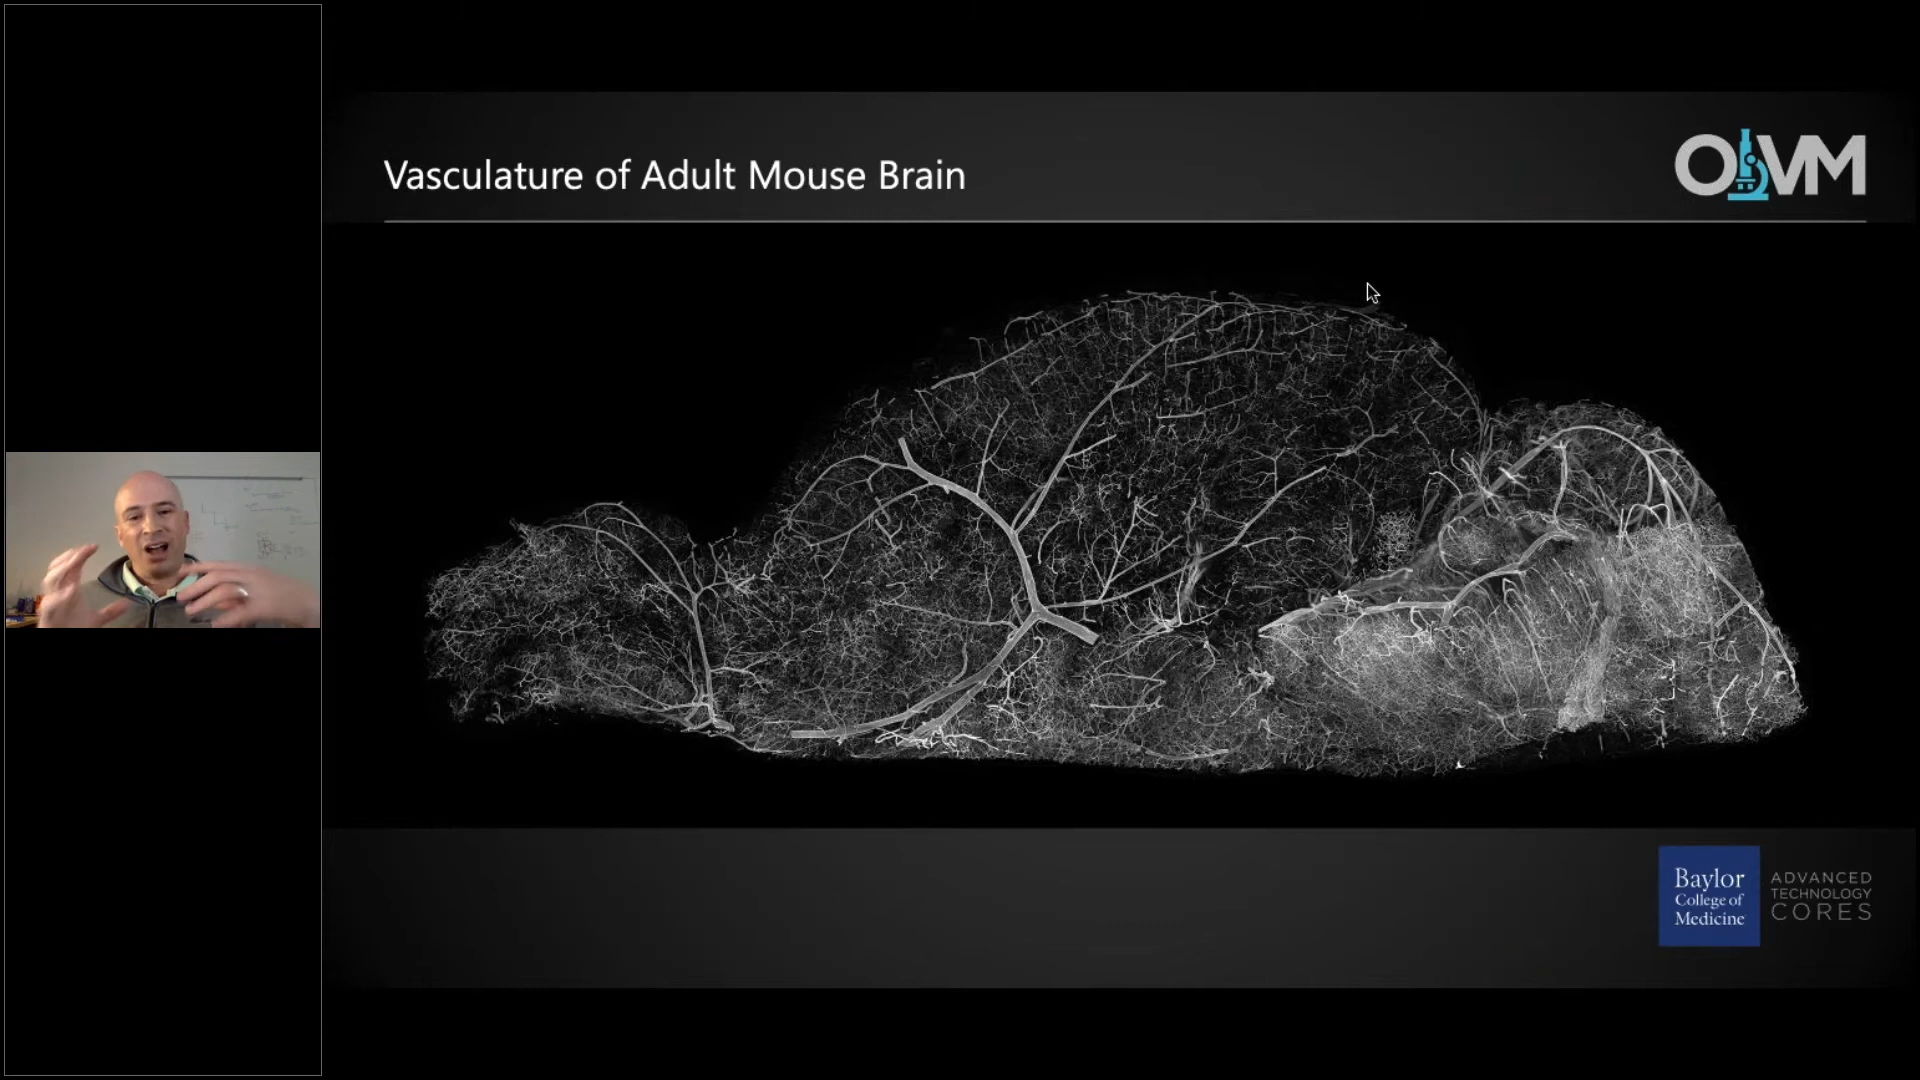 Vasculature of Adult Mouse Brain
OiVM
Baylor
College of
Medicine
ADVANCED
TECHNOLOGY
CORES